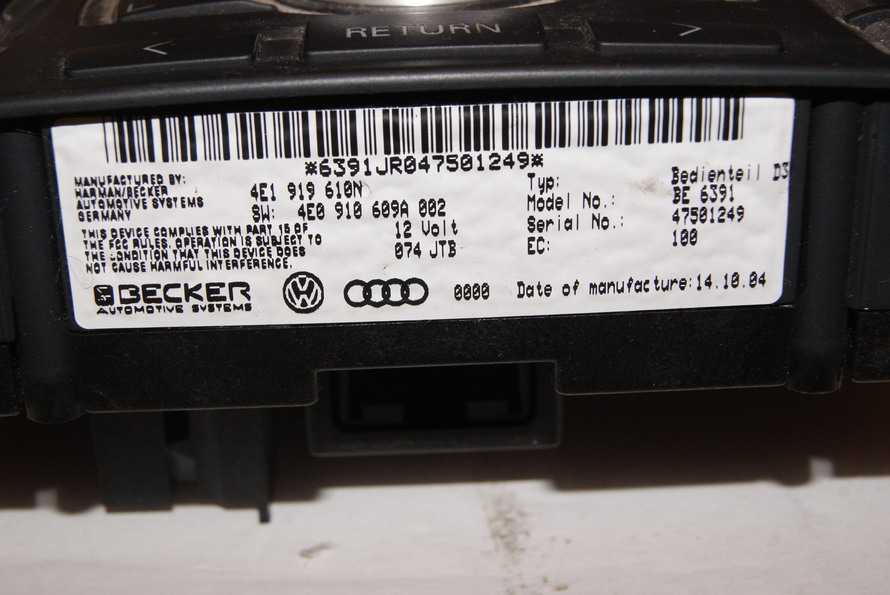 < RETURN >
*6391JR047501249*
MANUFACTURED BY:
HARMAN/BECKER
AUTOMOTIVE SYSTEMS
GERMANY
4E1 919 610N
SW: 4E0 910 609A 002
THIS DEVICE COMPLIES WITH PART 15 OF
THE FCC RULES. OPERATION IS SUBJECT TO
THE CONDITION THAT THIS DEVICE DOES
NOT CAUSE HARMFUL INTERFERENCE.
12 Volt
074 JTB
Typ: Bedienteil D3
Model No.: BE 6391
Serial No.: 47501249
EC: 100
BECKER
AUTOMOTIVE SYSTEMS
VW
0000 Date of manufacture:14.10.04